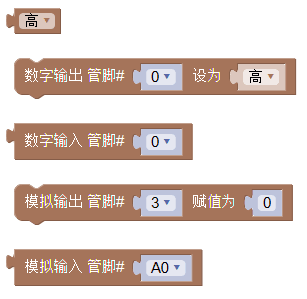 高
数字输出 管脚# 0 设为 高
数字输入 管脚# 0
模拟输出 管脚# 3 赋值为 0
模拟输入 管脚# A0